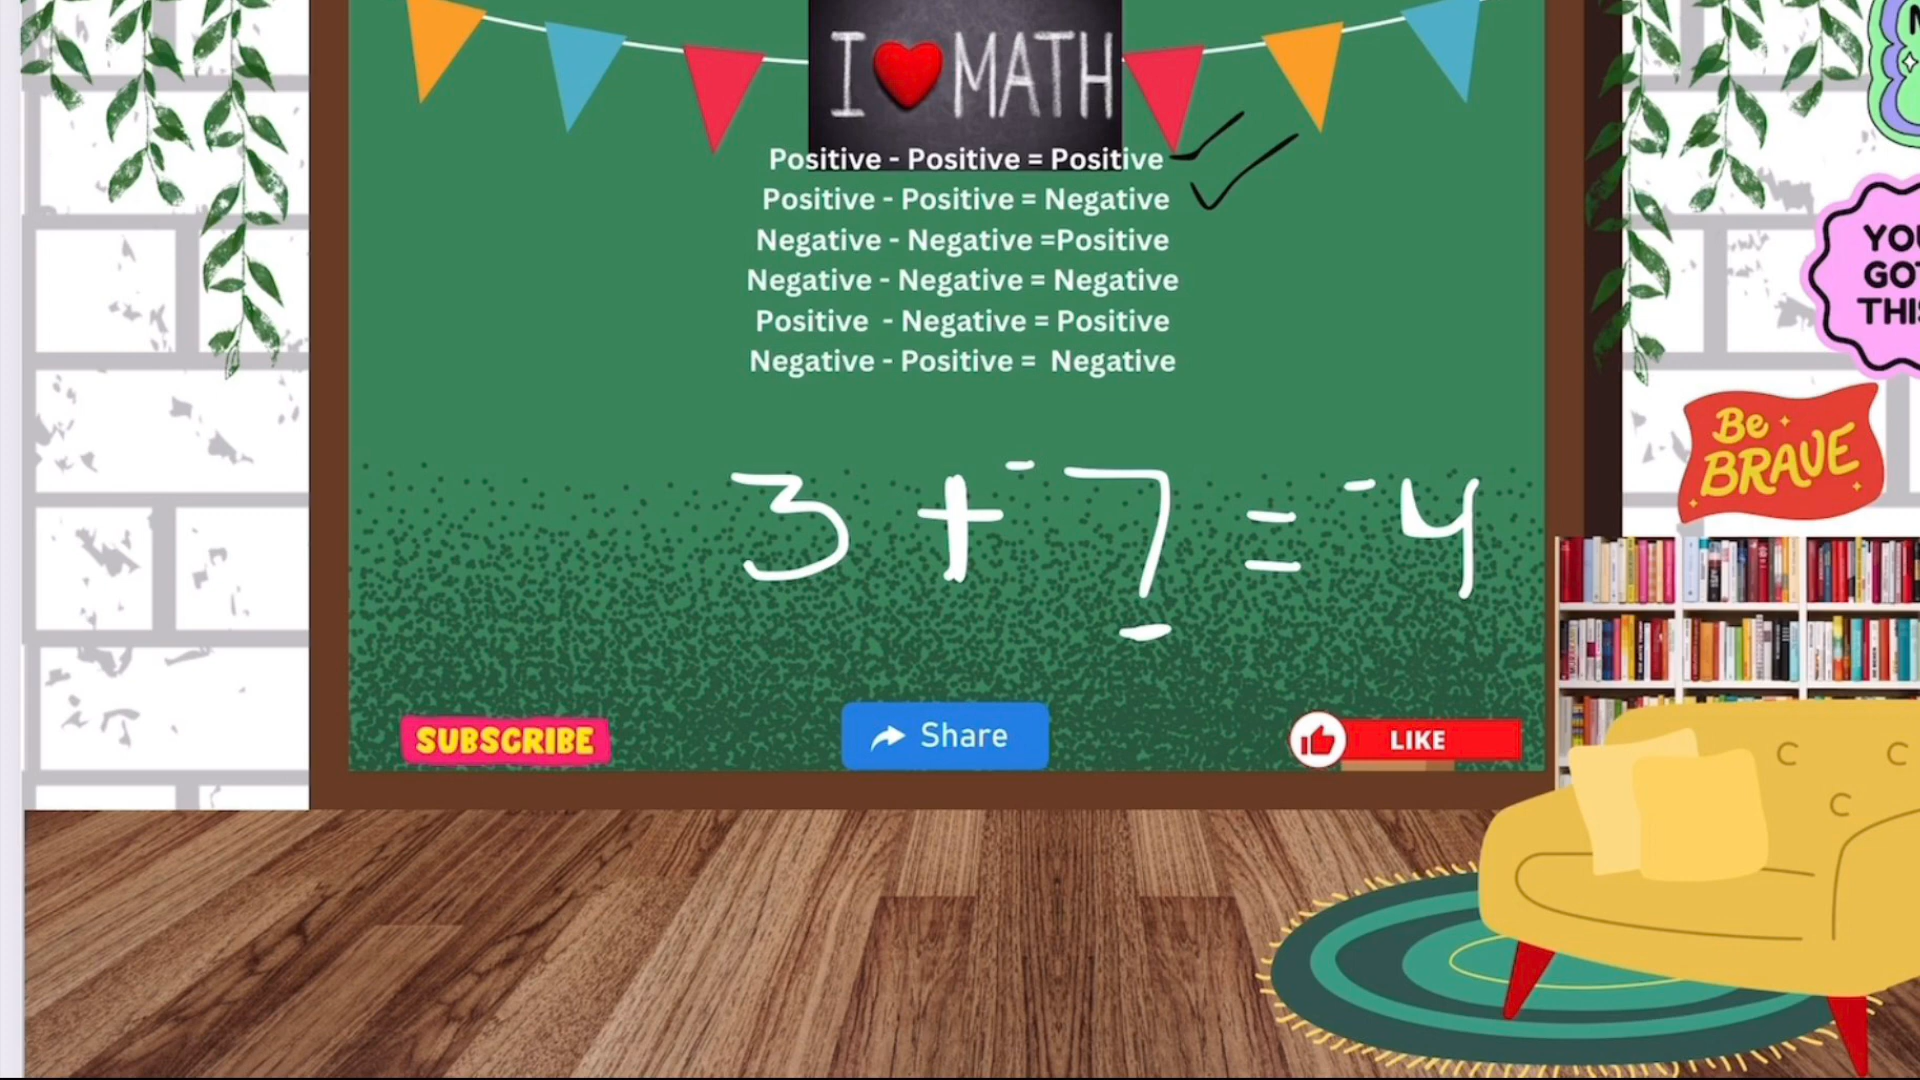 I ❤ MATH
Positive - Positive = Positive
Positive - Positive = Negative
Negative - Negative =Positive
Negative - Negative = Negative
Positive - Negative = Positive
Negative - Positive = Negative
3 + -7 = -4
SUBSCRIBE
Share
LIKE
GOT
Be
BRAVE